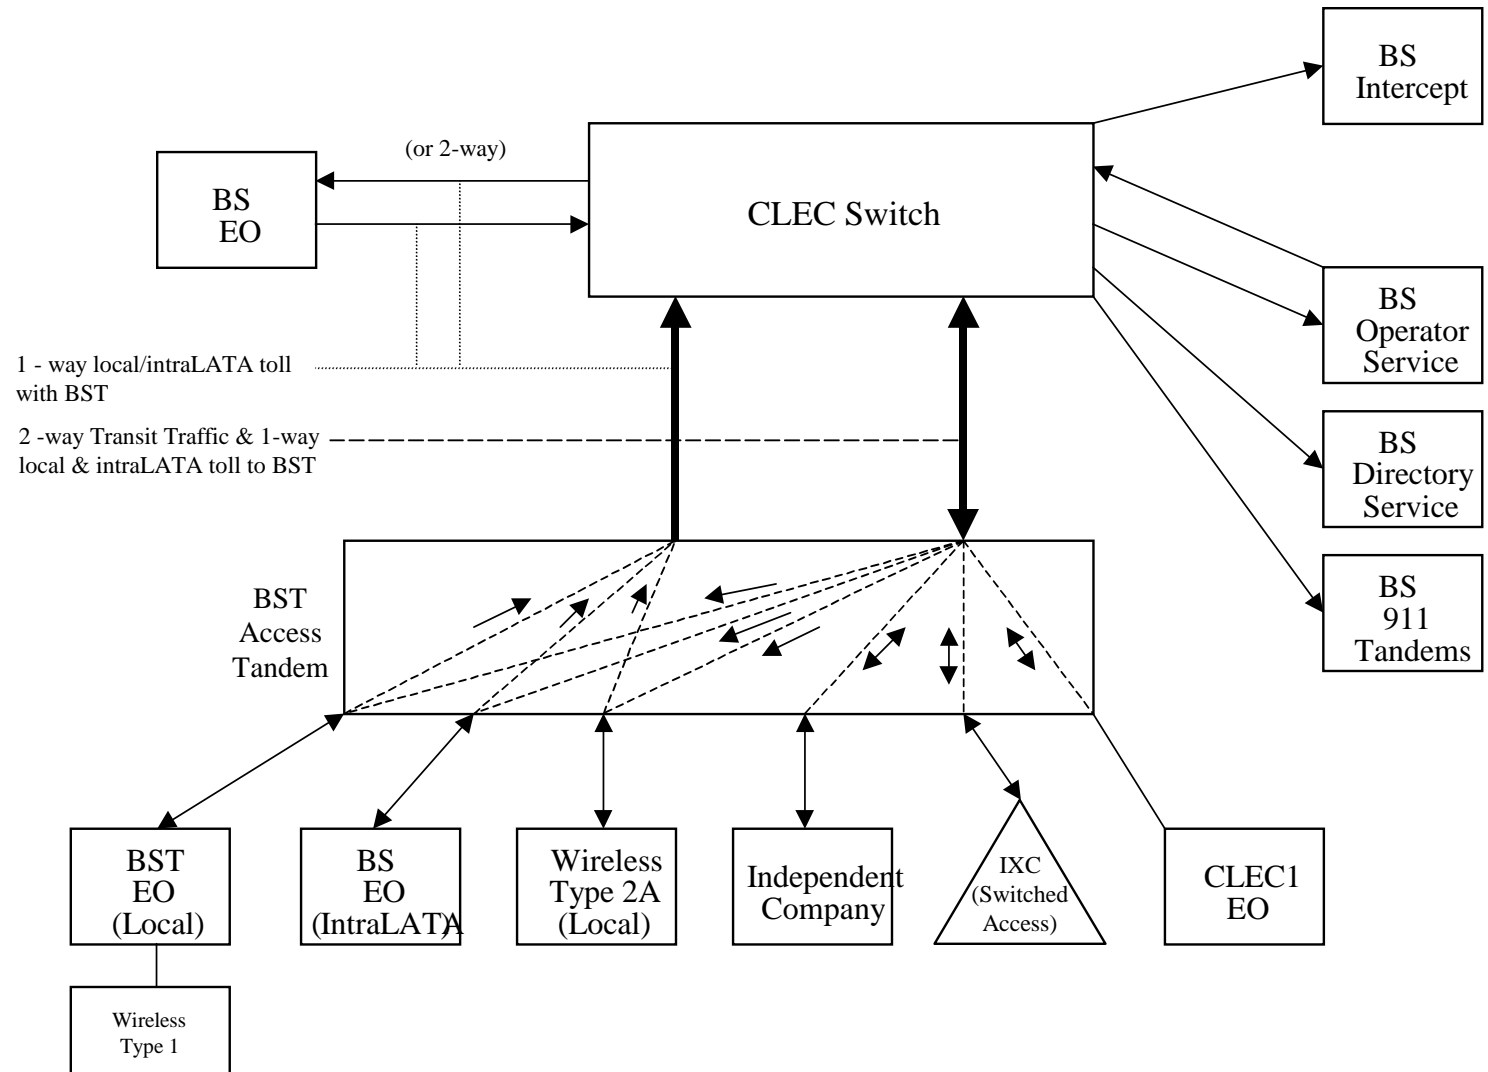 BS
Intercept
(or 2-way)
BS
EO
CLEC Switch
BS
Operator
Service
1 - way local/intraLATA toll
with BST
2 -way Transit Traffic & 1-way
local & intraLATA toll to BST
BS
Directory
Service
BST
Access
Tandem
BS
911
Tandems
BST
EO
(Local)
BS
EO
(IntraLATA)
Wireless
Type 2A
(Local)
Independent
Company
IXC
(Switched
Access)
CLEC1
EO
Wireless
Type 1